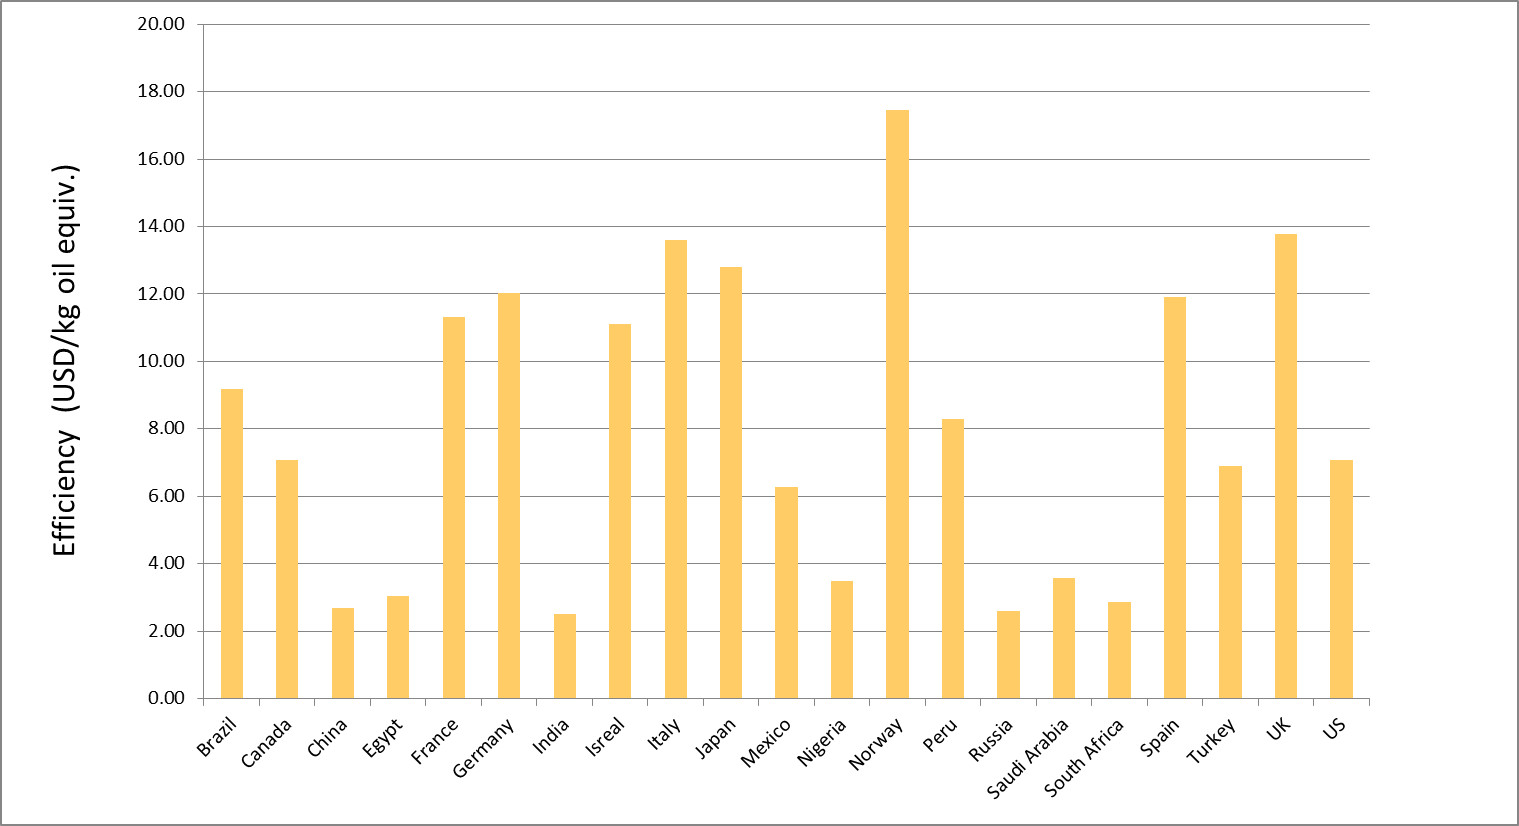 20.00
18.00
16.00
14.00
12.00
10.00
8.00
6.00
4.00
2.00
0.00
Efficiency (USD/kg oil equiv.)
Brazil
Canada
China
Egypt
France
Germany
India
Isreal
Italy
Japan
Mexico
Nigeria
Norway
Peru
Russia
Saudi Arabia
South Africa
Spain
Turkey
UK
US